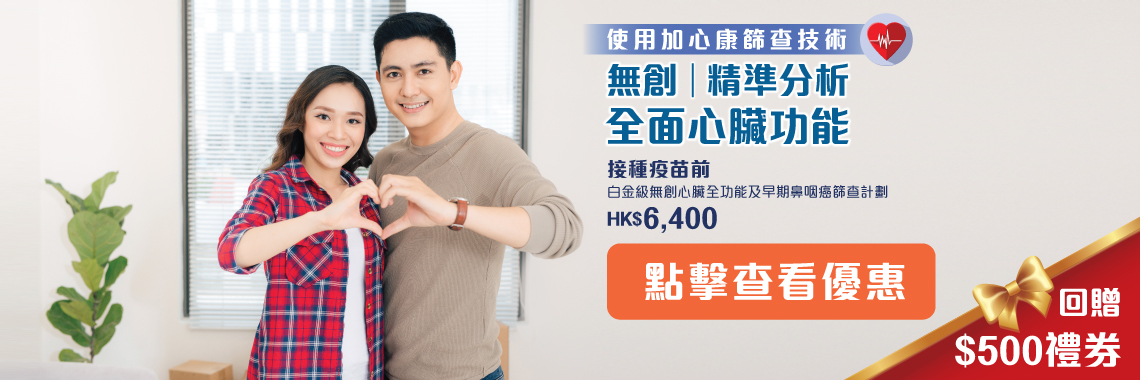 使用加心康篩查技術
無創｜精準分析
全面心臟功能
接種疫苗前
白金級無創心臟全功能及早期鼻咽癌篩查計劃
HK$6,400
點擊查看優惠
回贈
$500禮券